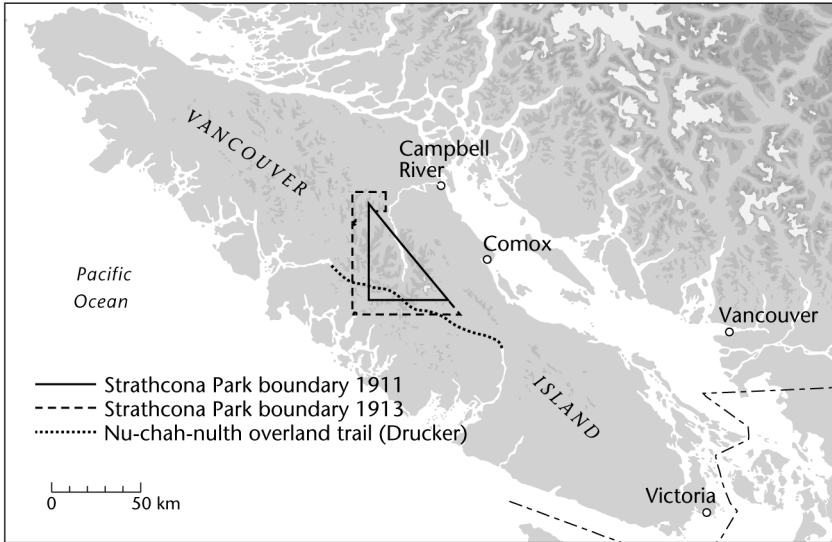 VANCOUVER
Campbell
River
Comox
Pacific
Ocean
Vancouver
ISLAND
Strathcona Park boundary 1911
Strathcona Park boundary 1913
Nu-chah-nulth overland trail (Drucker)
0 50 km
Victoria